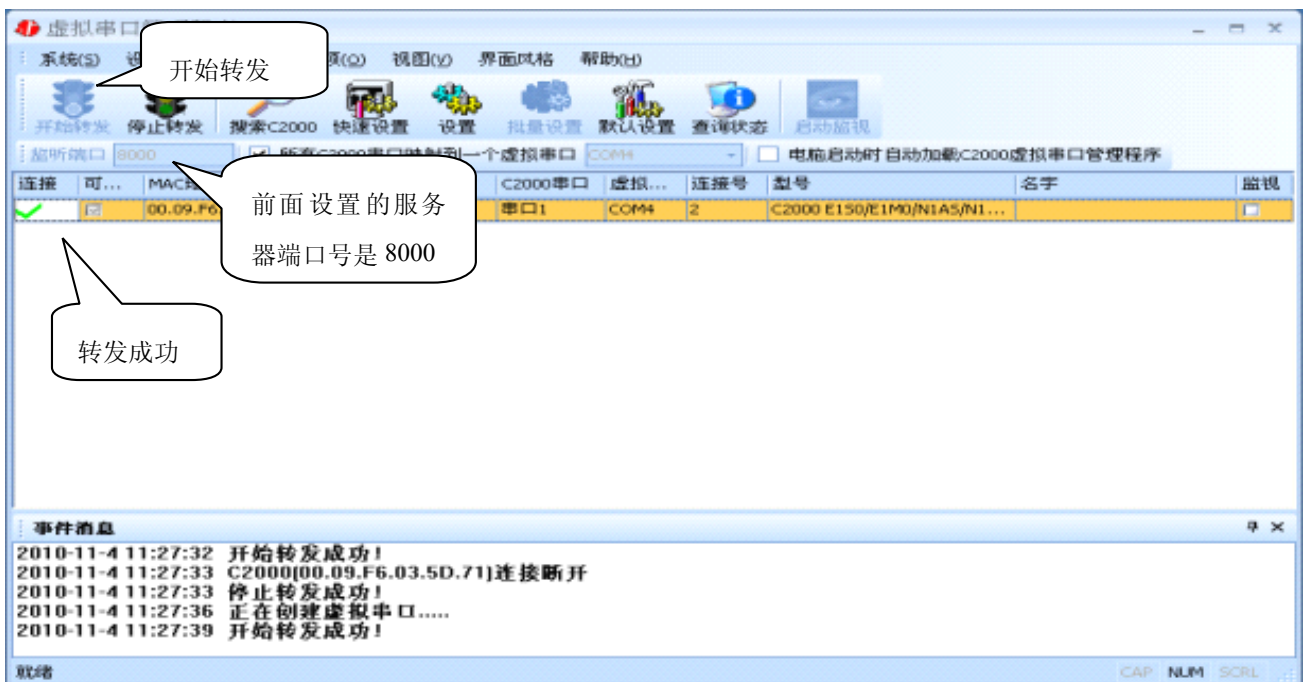 虚拟串口
开始转发
系统(S) 项(O) 视图(V) 界面风格 帮助(H)
开始转发 停止转发 搜索C2000 快速设置 设置 批量设置 默认设置 查询状态 启动监视
监听端口 8000 所有C2000串口映射到一个虚拟串口 COM4 电脑启动时自动加载C2000虚拟串口管理程序
连接 可... MAC C2000串口 虚拟... 连接号 型号 名字 监视
00.09.F6 串口1 COM4 2 C2000 E1S0/E1M0/N1A5/N1...
前面设置的服务
器端口号是 8000
转发成功
事件消息
2010-11-4 11:27:32 开始转发成功!
2010-11-4 11:27:33 C2000[00.09.F6.03.5D.71]连接断开
2010-11-4 11:27:33 停止转发成功!
2010-11-4 11:27:36 正在创建虚拟串口.....
2010-11-4 11:27:39 开始转发成功!
就绪 CAP NUM SCRL